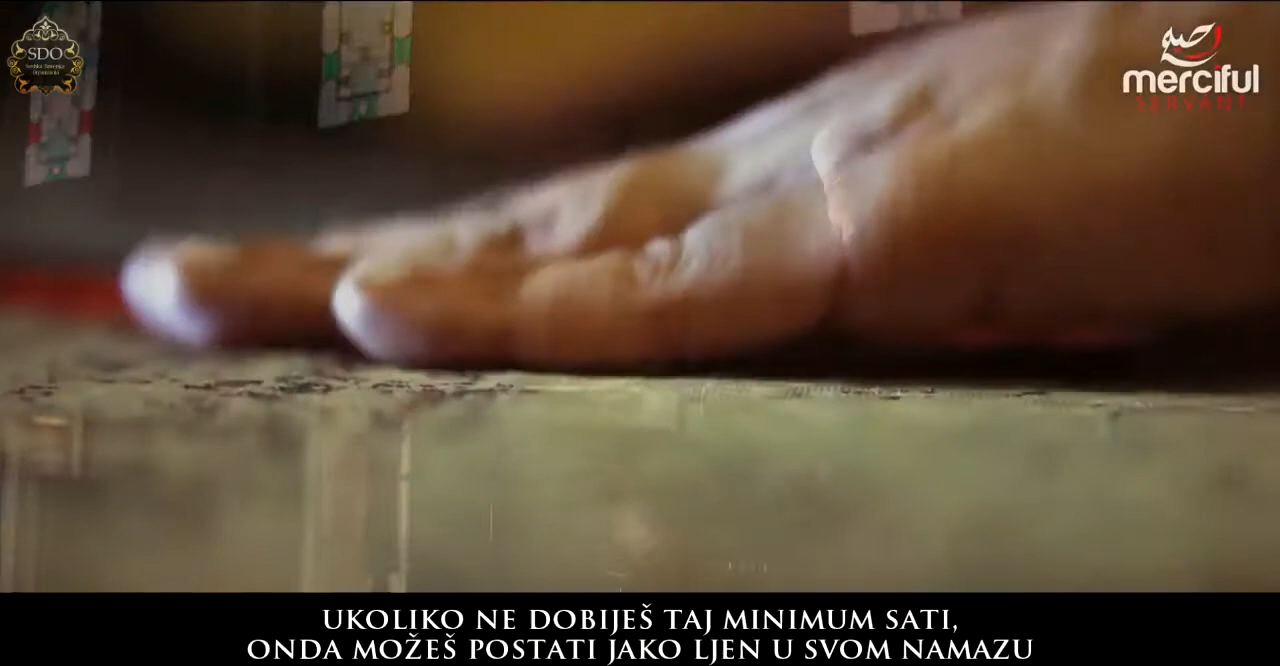 SDO
merciful
SERVANT
UKOLIKO NE DOBIJEŠ TAJ MINIMUM SATI,
ONDA MOŽEŠ POSTATI JAKO LJEN U SVOM NAMAZU